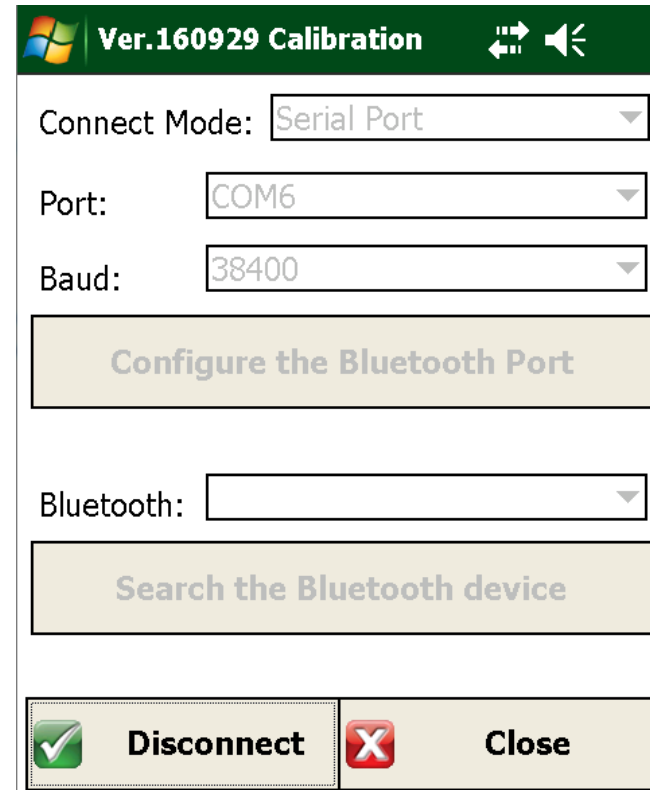 Ver.160929 Calibration
Connect Mode: Serial Port
Port: COM6
Baud: 38400
Configure the Bluetooth Port
Bluetooth:
Search the Bluetooth device
Disconnect Close